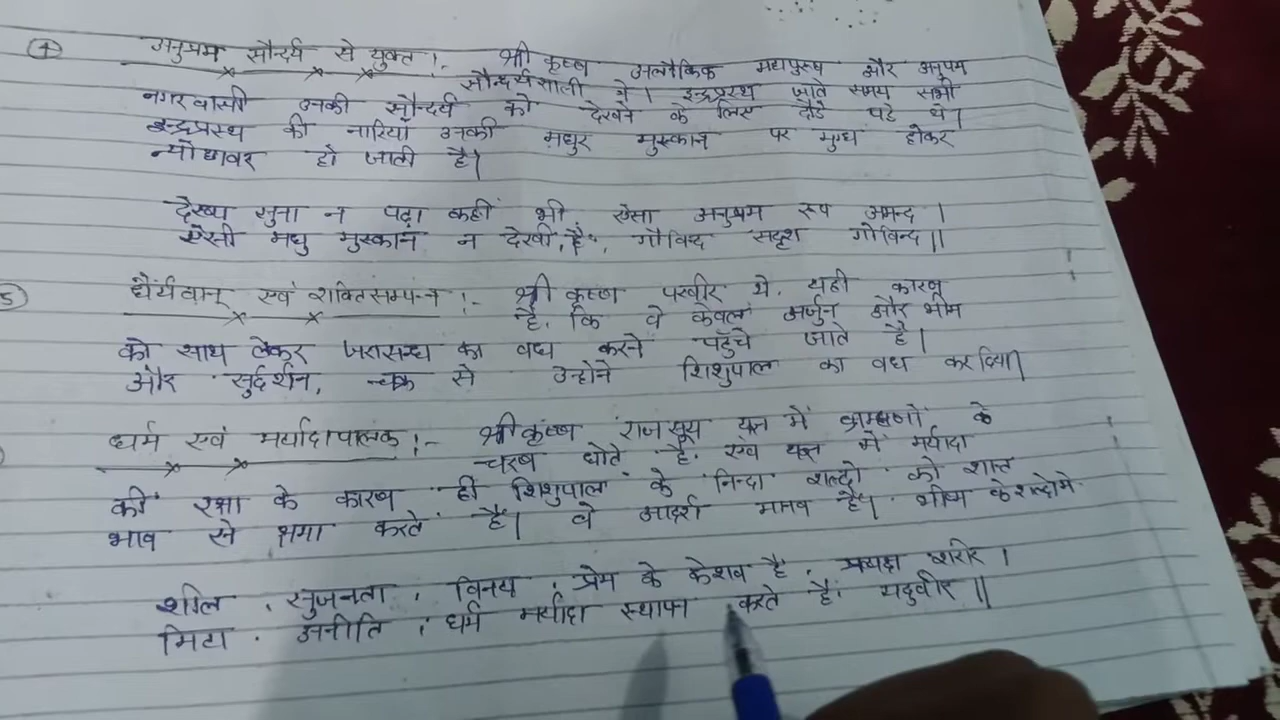 ④ अनुपम सौन्दर्य से युक्त :- श्री कृष्ण अलौकिक महापुरुष और अनुपम
सौन्दर्यशाली थे। इन्द्रप्रस्थ जाते समय सभी
नगरवासी उनकी सौन्दर्य को देखने के लिए दौड़े पड़े थे।
इन्द्रप्रस्थ की नारियाँ उनकी मधुर मुस्कान पर मुग्ध होकर
न्योछावर हो जाती है।
देखा सुना न पढ़ा कहीं भी, ऐसा अनुपम रूप अमन्द।
ऐसी मधु मुस्कान न देखी, है, गोविन्द सदृश गोविन्द॥
5 धैर्यवान् एवं शक्तिसम्पन्न :- श्री कृष्ण परवीर थे, यही कारण
है, कि वे केवल अर्जुन और भीम
को साथ लेकर जरासन्ध का वध करने पहुँचे जाते है।
और सुर्दर्शन, चक्र से उन्होने शिशुपाल का वध कर दिया।
धर्म एवं मर्यादापालक :- श्री कृष्ण राजसूय यज्ञ में ब्राम्हणों के
चरण धोते है, एवं यज्ञ में मर्यादा
की रक्षा के कारण ही शिशुपाल के निन्दा शब्दो को शान्त
भाव से क्षमा करते है। वे आदर्श मानव है। भीष्म के शब्दो मे-
शील, सुजनता, विनय, प्रेम के केशव है, प्रत्यक्ष शरीर।
मिटा अनीति, धर्म मर्यादा स्थापा करते है, यदुवीर॥